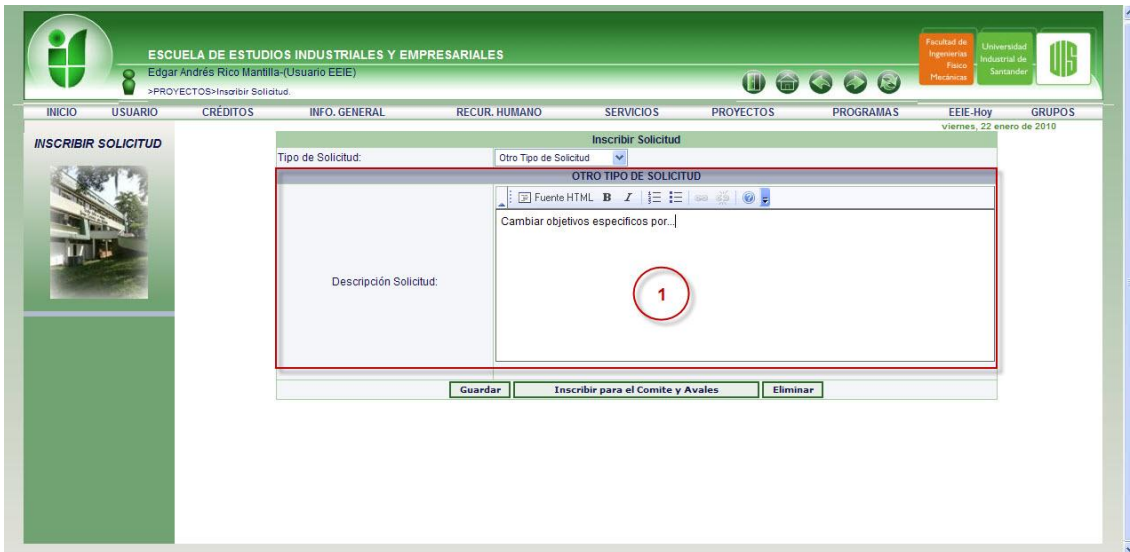 ESCUELA DE ESTUDIOS INDUSTRIALES Y EMPRESARIALES
Edgar Andrés Rico Mantilla-(Usuario EEIE)
>PROYECTOS>Inscribir Solicitud.
Facultad de
Ingenierías
Físico
Mecánicas
Universidad
Industrial de
Santander
UIS
INICIO USUARIO CRÉDITOS INFO. GENERAL RECUR. HUMANO SERVICIOS PROYECTOS PROGRAMAS EEIE-Hoy GRUPOS
viernes, 22 enero de 2010
INSCRIBIR SOLICITUD
Inscribir Solicitud
Tipo de Solicitud: Otro Tipo de Solicitud
OTRO TIPO DE SOLICITUD
Fuente HTML B I
Cambiar objetivos especificos por...
Descripción Solicitud:
1
Guardar Inscribir para el Comite y Avales Eliminar